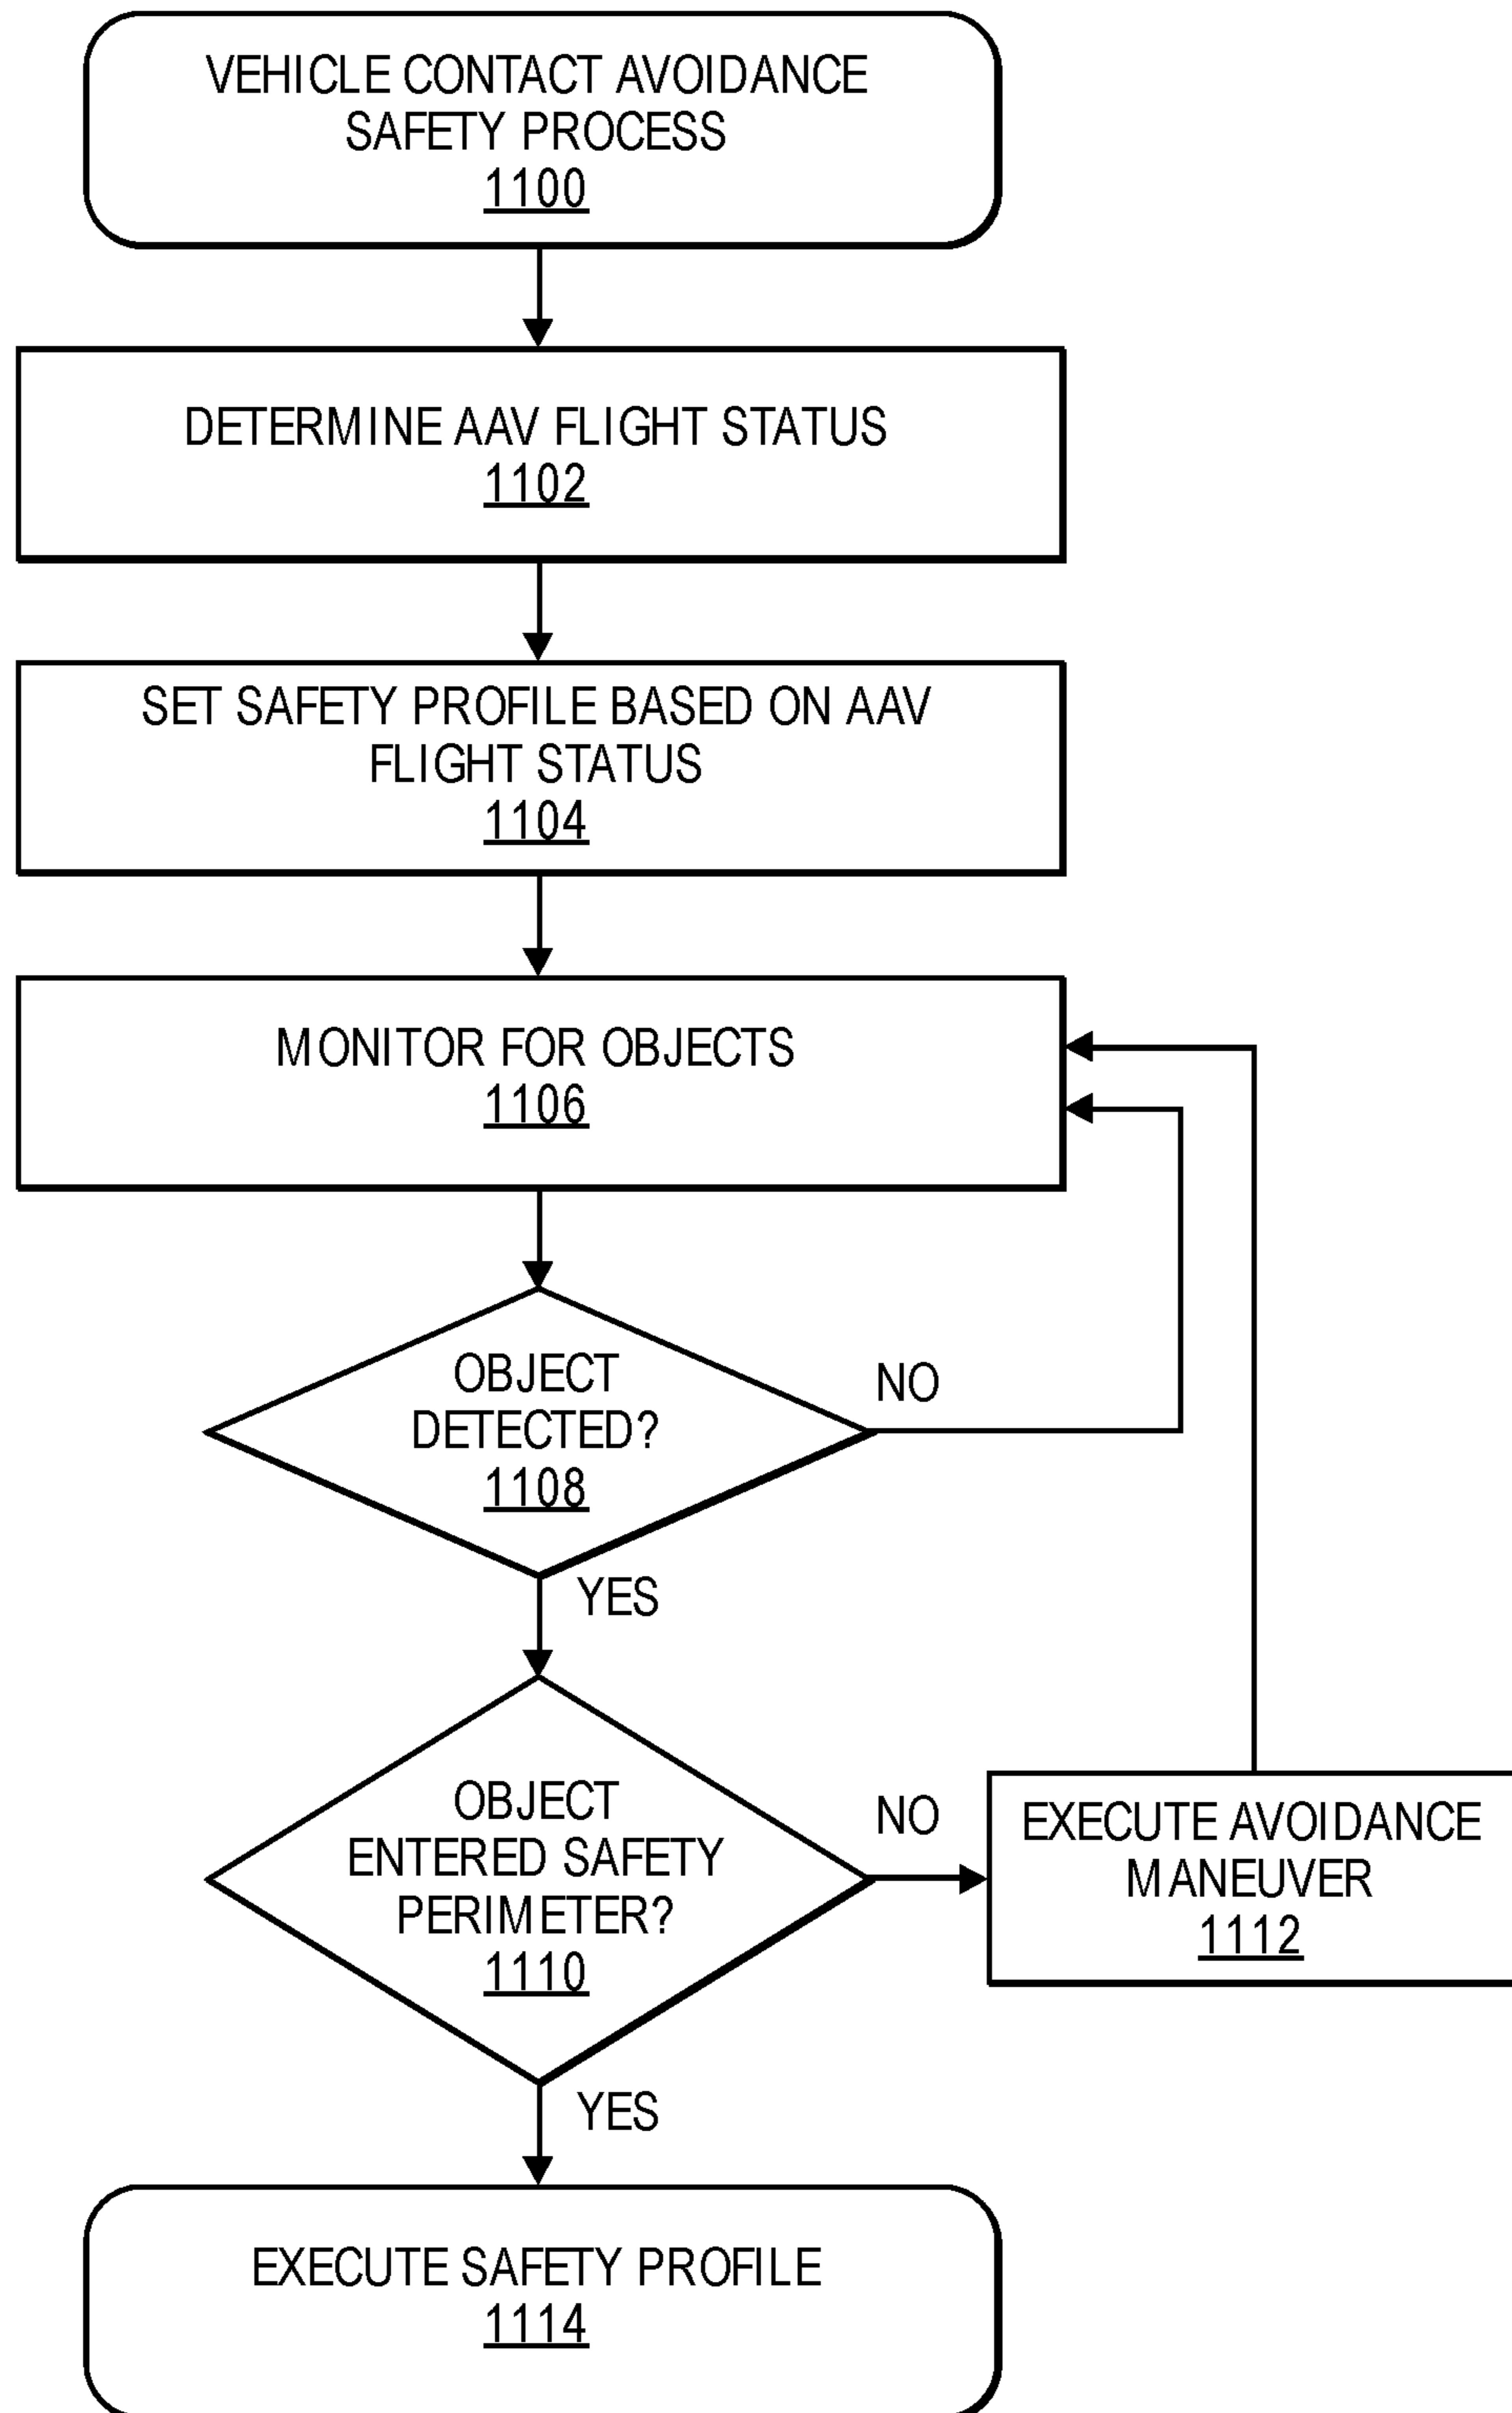 VEHICLE CONTACT AVOIDANCE
SAFETY PROCESS
1100
DETERMINE AAV FLIGHT STATUS
1102
SET SAFETY PROFILE BASED ON AAV
FLIGHT STATUS
1104
MONITOR FOR OBJECTS
1106
OBJECT
DETECTED?
1108
NO
YES
OBJECT
ENTERED SAFETY
PERIMETER?
1110
NO
EXECUTE AVOIDANCE
MANEUVER
1112
YES
EXECUTE SAFETY PROFILE
1114